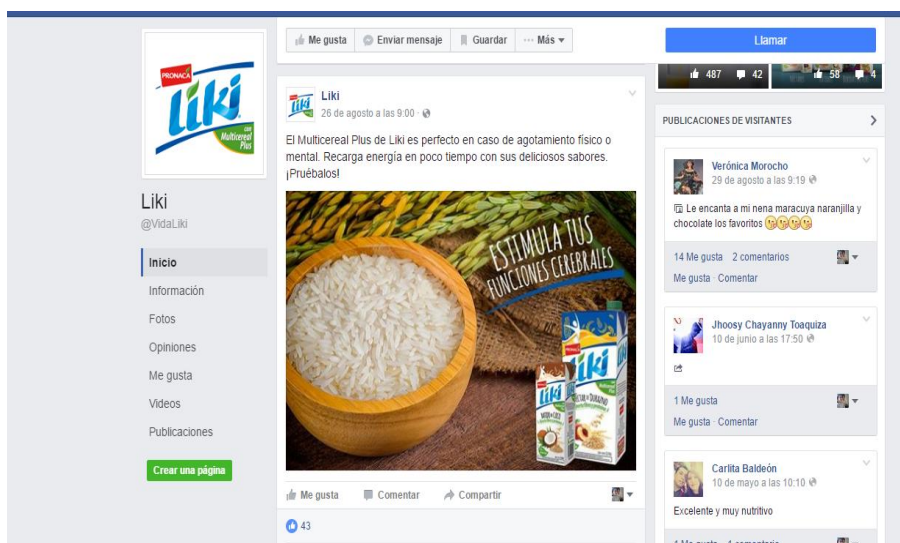 PRONACA
Liki
con
Multicereal
Plus
Liki
@VidaLiki
Inicio
Información
Fotos
Opiniones
Me gusta
Videos
Publicaciones
Crear una página
Me gusta
Enviar mensaje
Guardar
Más
Liki
26 de agosto a las 9:00 ·
El Multicereal Plus de Liki es perfecto en caso de agotamiento físico o
mental. Recarga energía en poco tiempo con sus deliciosos sabores.
¡Pruébalos!
ESTIMULA TUS
FUNCIONES CEREBRALES
Liki
Liki
Me gusta
Comentar
Compartir
43
Llamar
487
42
58
4
PUBLICACIONES DE VISITANTES
Verónica Morocho
29 de agosto a las 9:19
Le encanta a mi nena maracuya naranjilla y
chocolate los favoritos 😘😘😘😘
14 Me gusta 2 comentarios
Me gusta · Comentar
Jhoosy Chayanny Toaquiza
10 de junio a las 17:50
1 Me gusta
Me gusta · Comentar
Carlita Baldeón
10 de mayo a las 10:10
Excelente y muy nutritivo